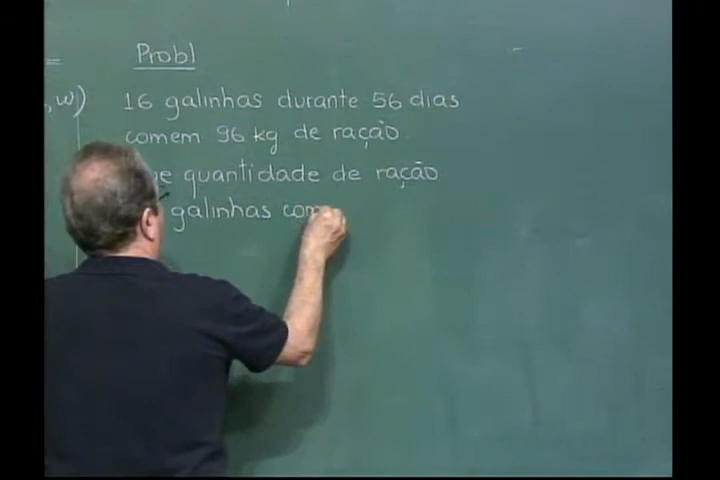 Probl
, w)
16 galinhas durante 56 dias
comem 96 kg de ração.
quantidade de ração
galinhas com